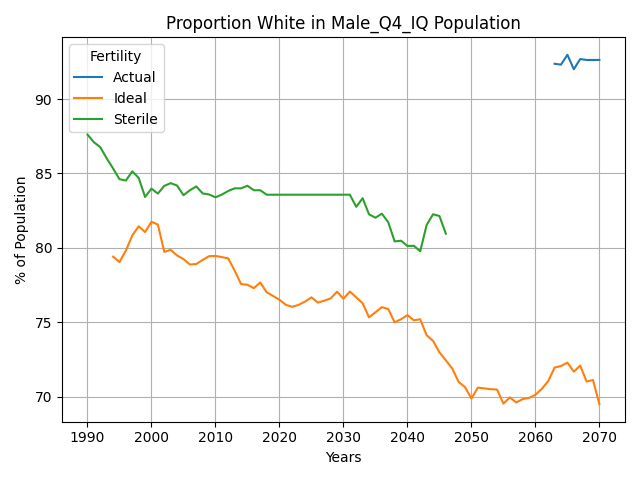 Proportion White in Male_Q4_IQ Population
Fertility
Actual
Ideal
Sterile
% of Population
90
85
80
75
70
1990 2000 2010 2020 2030 2040 2050 2060 2070
Years